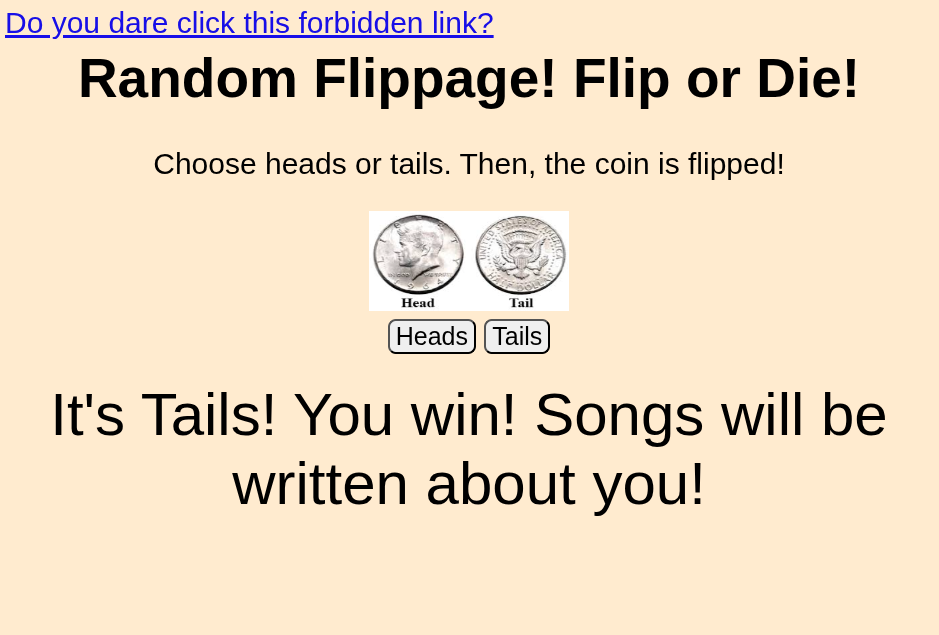 Do you dare click this forbidden link?
Random Flippage! Flip or Die!
Choose heads or tails. Then, the coin is flipped!
Head Tail
Heads Tails
It's Tails! You win! Songs will be
written about you!